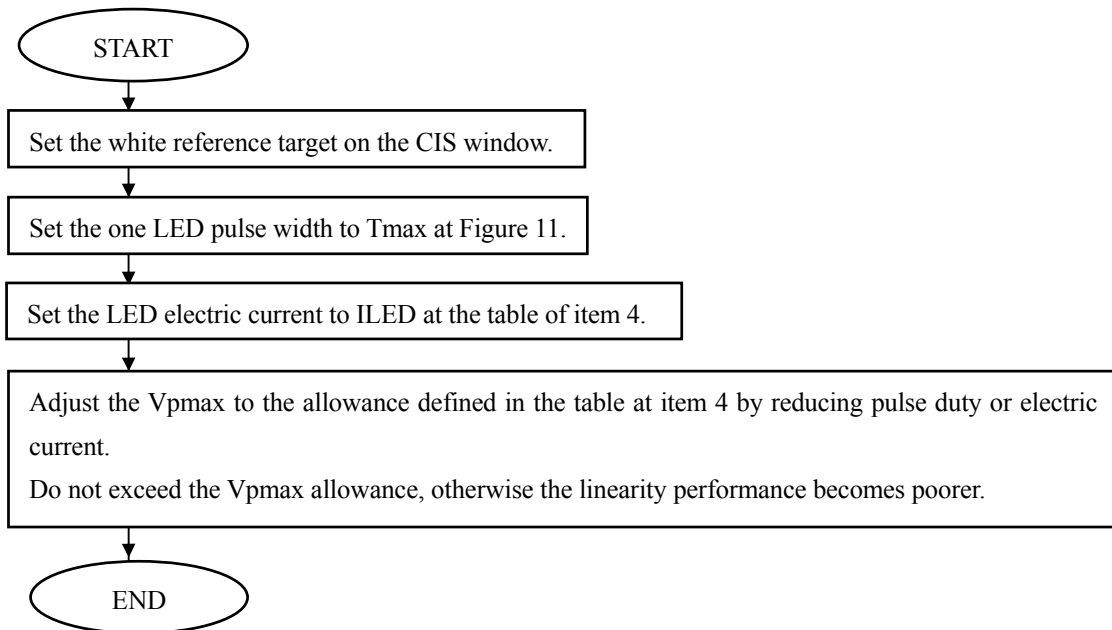 START
Set the white reference target on the CIS window.
Set the one LED pulse width to Tmax at Figure 11.
Set the LED electric current to ILED at the table of item 4.
Adjust the Vpmax to the allowance defined in the table at item 4 by reducing pulse duty or electric
current.
Do not exceed the Vpmax allowance, otherwise the linearity performance becomes poorer.
END